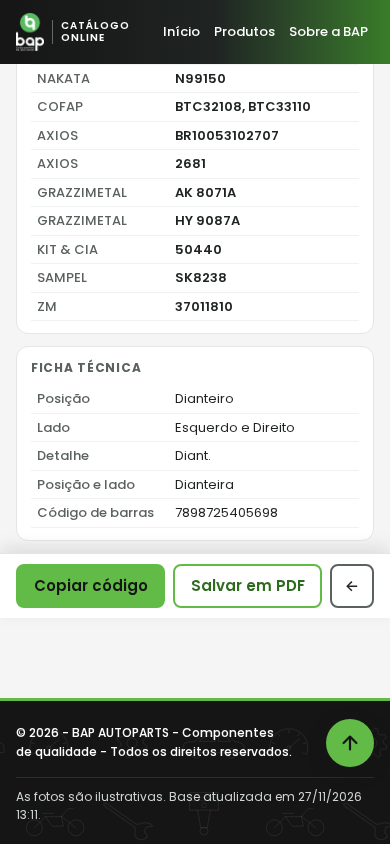 bap
CATÁLOGO
ONLINE
Início Produtos Sobre a BAP
NAKATA N99150
COFAP BTC32108, BTC33110
AXIOS BR10053102707
AXIOS 2681
GRAZZIMETAL AK 8071A
GRAZZIMETAL HY 9087A
KIT & CIA 50440
SAMPEL SK8238
ZM 37011810
FICHA TÉCNICA
Posição Dianteiro
Lado Esquerdo e Direito
Detalhe Diant.
Posição e lado Dianteira
Código de barras 7898725405698
Copiar código Salvar em PDF ←
© 2026 - BAP AUTOPARTS - Componentes
de qualidade - Todos os direitos reservados.
As fotos são ilustrativas. Base atualizada em 27/11/2026
13:11.